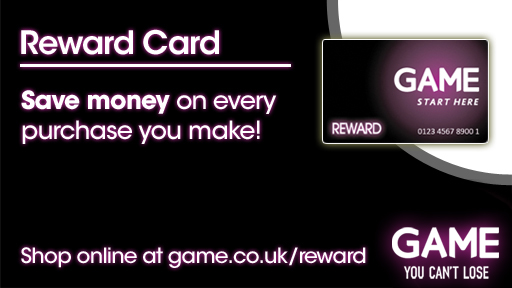 Reward Card
Save money on every
purchase you make!
GAME
START HERE
REWARD
0123 4567 8900 1
Shop online at game.co.uk/reward
GAME
YOU CAN'T LOSE